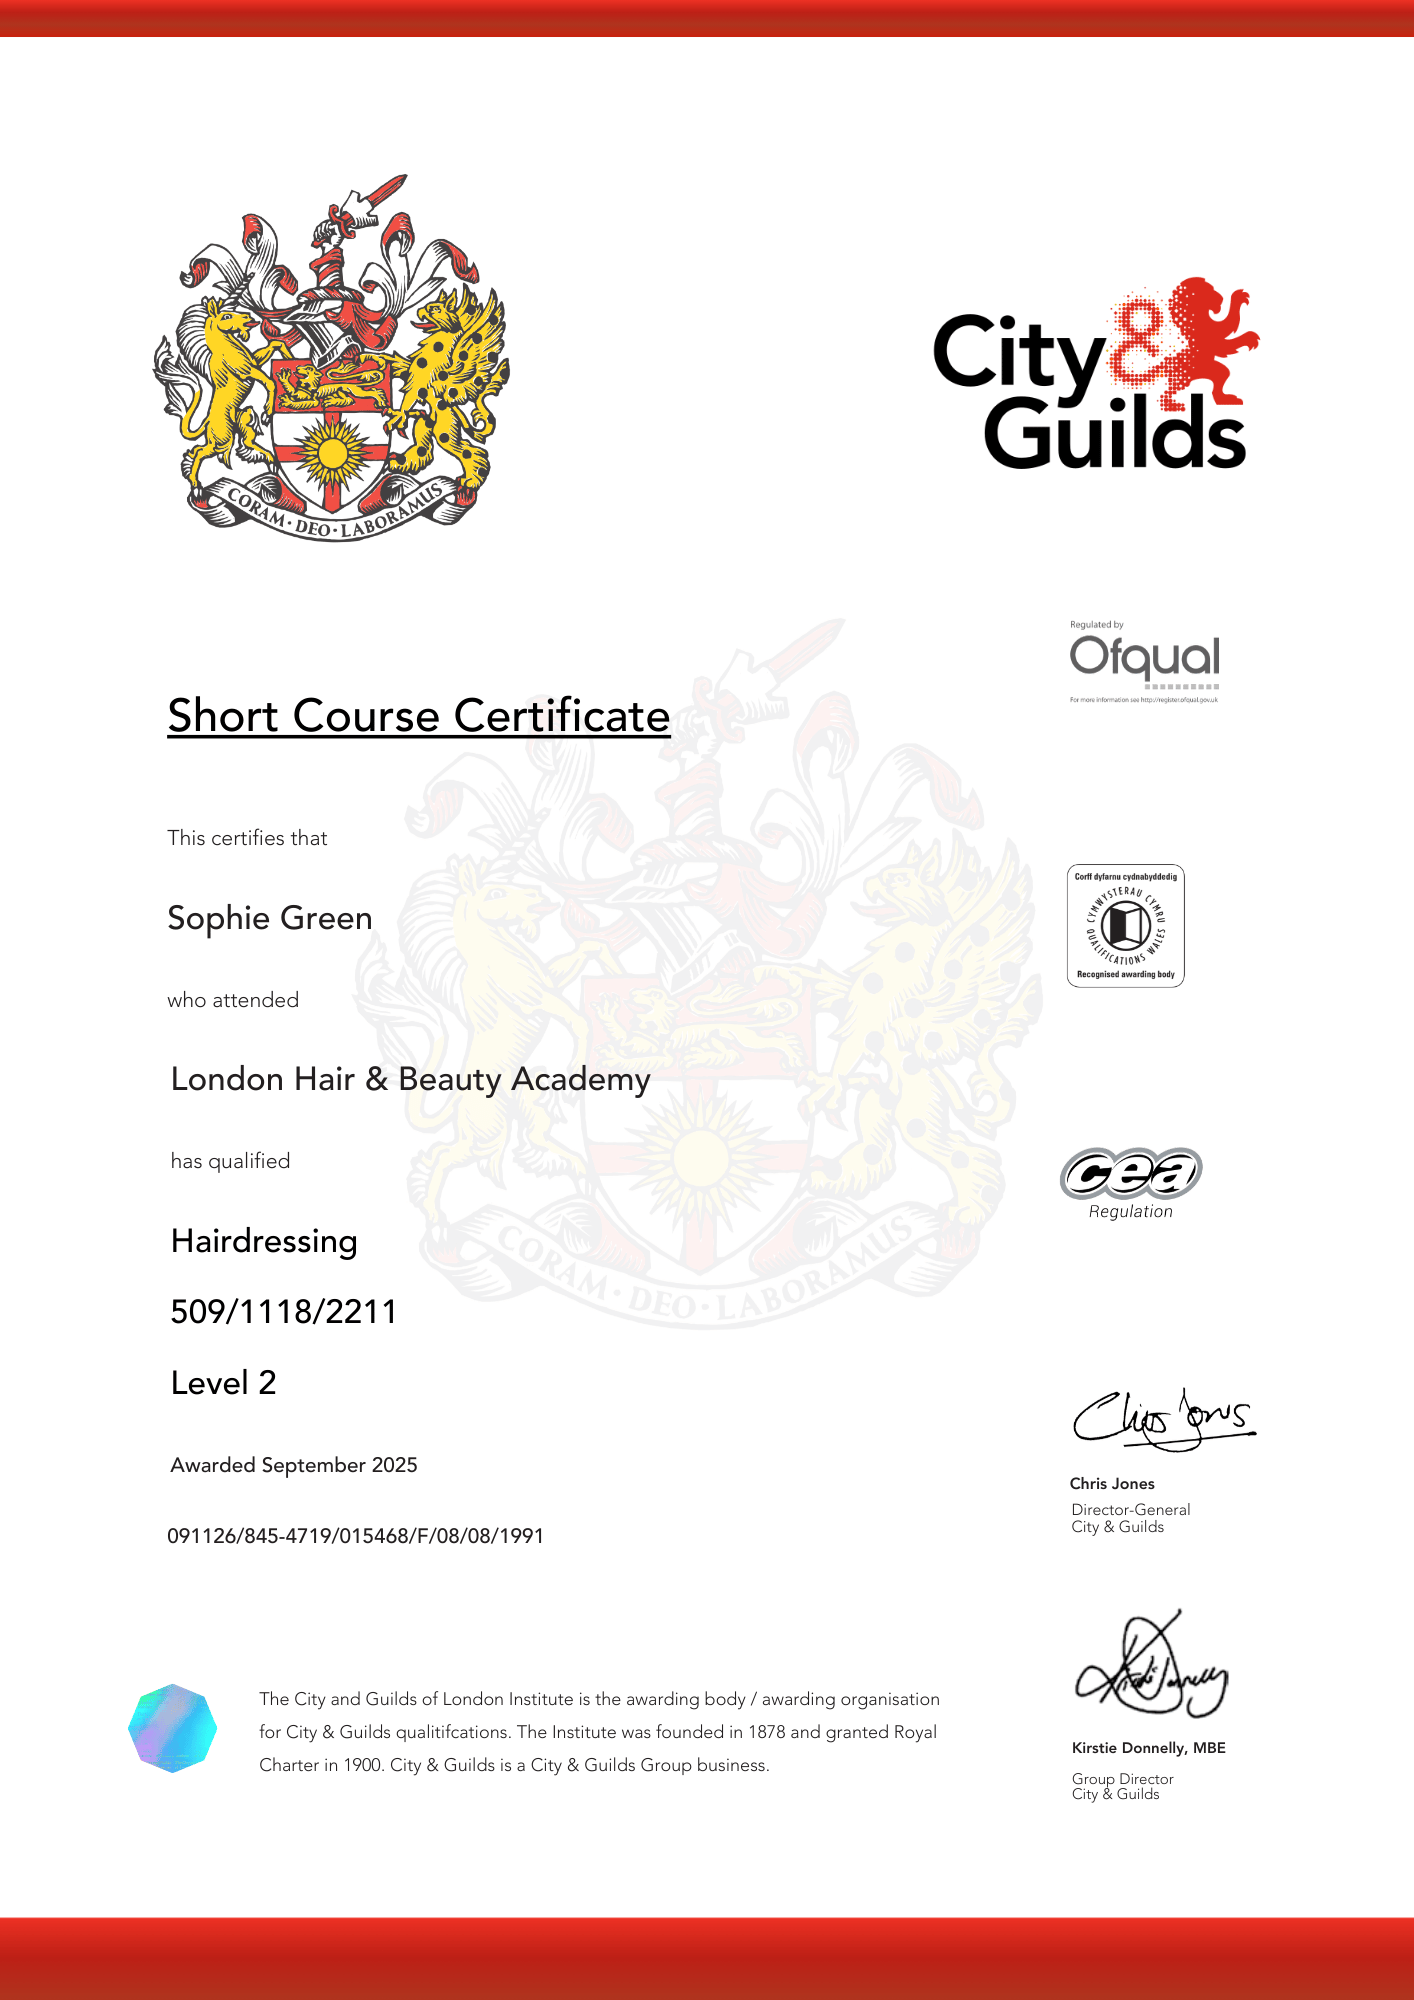 CORAM · DEO · LABORAMUS
City &
Guilds
Regulated by
Ofqual
For more information see http://register.ofqual.gov.uk
Short Course Certificate
This certifies that
Sophie Green
who attended
London Hair & Beauty Academy
has qualified
Hairdressing
509/1118/2211
Level 2
Awarded September 2025
091126/845-4719/015468/F/08/08/1991
CORAM · DEO · LABORAMUS
Corff dyfarnu cydnabyddedig
CYMWYSTERAU CYMRU
QUALIFICATIONS WALES
Recognised awarding body
cea
Regulation
Chris Jones
Chris Jones
Director-General
City & Guilds
Kirstie Donnelly
Kirstie Donnelly, MBE
Group Director
City & Guilds
The City and Guilds of London Institute is the awarding body / awarding organisation
for City & Guilds qualitifcations. The Institute was founded in 1878 and granted Royal
Charter in 1900. City & Guilds is a City & Guilds Group business.